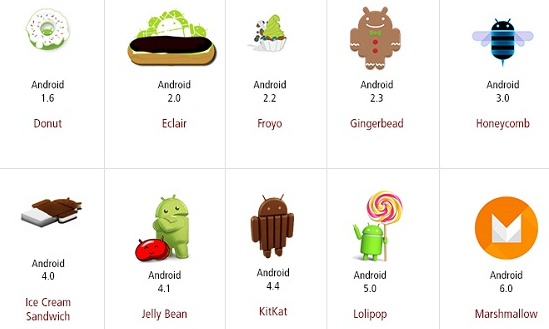 Android
1.6
Donut
Android
2.0
Eclair
Android
2.2
Froyo
Android
2.3
Gingerbead
Android
3.0
Honeycomb
Android
4.0
Ice Cream
Sandwich
Android
4.1
Jelly Bean
Android
4.4
KitKat
Android
5.0
Lolipop
M
Android
6.0
Marshmallow